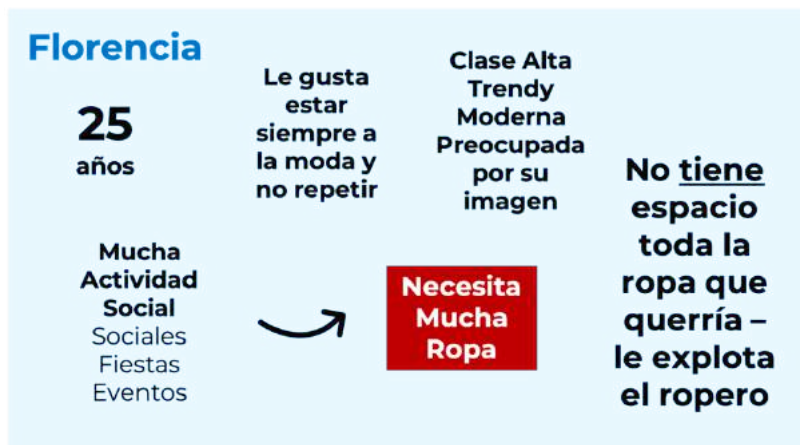 Florencia
25
años
Le gusta
estar
siempre a
la moda y
no repetir
Clase Alta
Trendy
Moderna
Preocupada
por su
imagen
Mucha
Actividad
Social
Sociales
Fiestas
Eventos
Necesita
Mucha
Ropa
No tiene
espacio
toda la
ropa que
querría –
le explota
el ropero